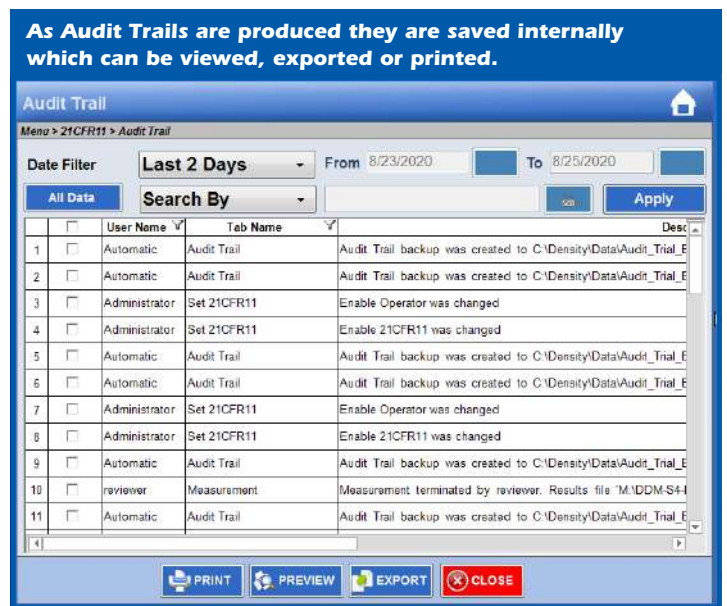 As Audit Trails are produced they are saved internally
which can be viewed, exported or printed.
Audit Trail
Menu > 21CFR11 > Audit Trail
Date Filter Last 2 Days From 8/23/2020 To 8/25/2020
All Data Search By Apply
User Name Tab Name Desc
1 Automatic Audit Trail Audit Trail backup was created to C:\Density\Data\Audit_Trial_E
2 Automatic Audit Trail Audit Trail backup was created to C:\Density\Data\Audit_Trial_E
3 Administrator Set 21CFR11 Enable Operator was changed
4 Administrator Set 21CFR11 Enable 21CFR11 was changed
5 Automatic Audit Trail Audit Trail backup was created to C:\Density\Data\Audit_Trial_E
6 Automatic Audit Trail Audit Trail backup was created to C:\Density\Data\Audit_Trial_E
7 Administrator Set 21CFR11 Enable Operator was changed
8 Administrator Set 21CFR11 Enable 21CFR11 was changed
9 Automatic Audit Trail Audit Trail backup was created to C:\Density\Data\Audit_Trial_E
10 reviewer Measurement Measurement terminated by reviewer. Results file "M:\DDM-S4-
11 Automatic Audit Trail Audit Trail backup was created to C:\Density\Data\Audit_Trial_E
PRINT PREVIEW EXPORT CLOSE